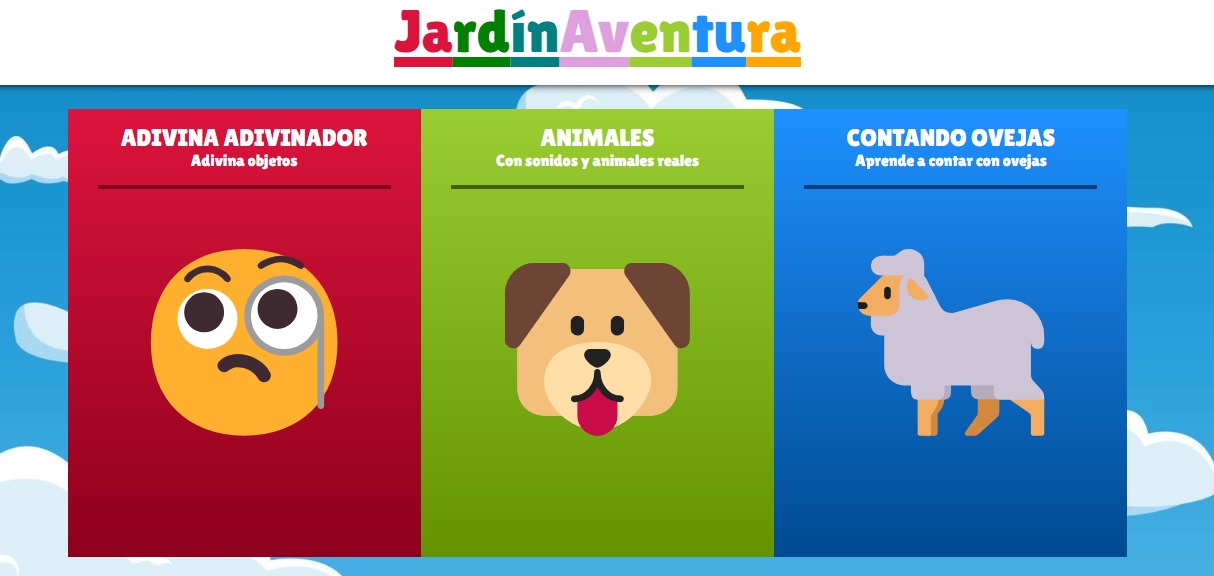 JardínAventura
ADIVINA ADIVINADOR
Adivina objetos
ANIMALES
Con sonidos y animales reales
CONTANDO OVEJAS
Aprende a contar con ovejas